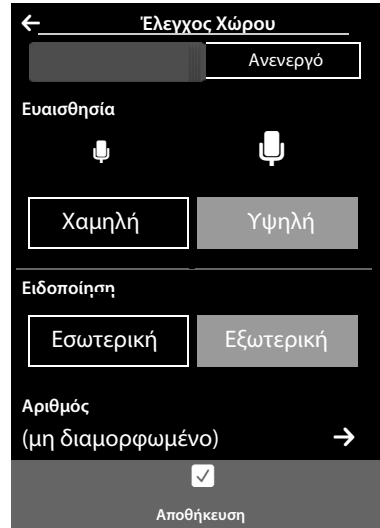 Έλεγχος Χώρου
Ανενεργό
Ευαισθησία
Χαμηλή Υψηλή
Ειδοποίηση
Εσωτερική Εξωτερική
Αριθμός
(μη διαμορφωμένο)
Αποθήκευση